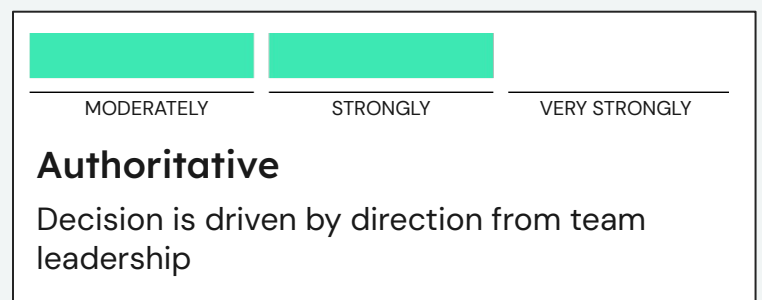 MODERATELY STRONGLY VERY STRONGLY
Authoritative
Decision is driven by direction from team
leadership